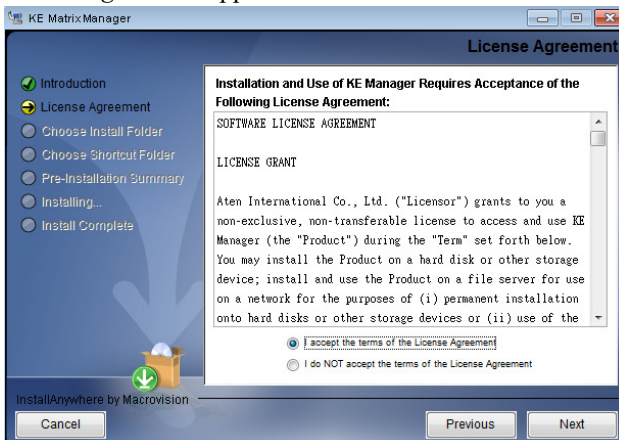 KE MatrixManager
License Agreement
Introduction
License Agreement
Choose Install Folder
Choose Shortcut Folder
Pre-Installation Summary
Installing...
Install Complete
Installation and Use of KE Manager Requires Acceptance of the
Following License Agreement:
SOFTWARE LICENSE AGREEMENT
LICENSE GRANT
Aten International Co., Ltd. ("Licensor") grants to you a
non-exclusive, non-transferable license to access and use KE
Manager (the "Product") during the "Term" set forth below.
You may install the Product on a hard disk or other storage
device; install and use the Product on a file server for use
on a network for the purposes of (i) permanent installation
onto hard disks or other storage devices or (ii) use of the
I accept the terms of the License Agreement
I do NOT accept the terms of the License Agreement
InstallAnywhere by Macrovision
Cancel
Previous
Next